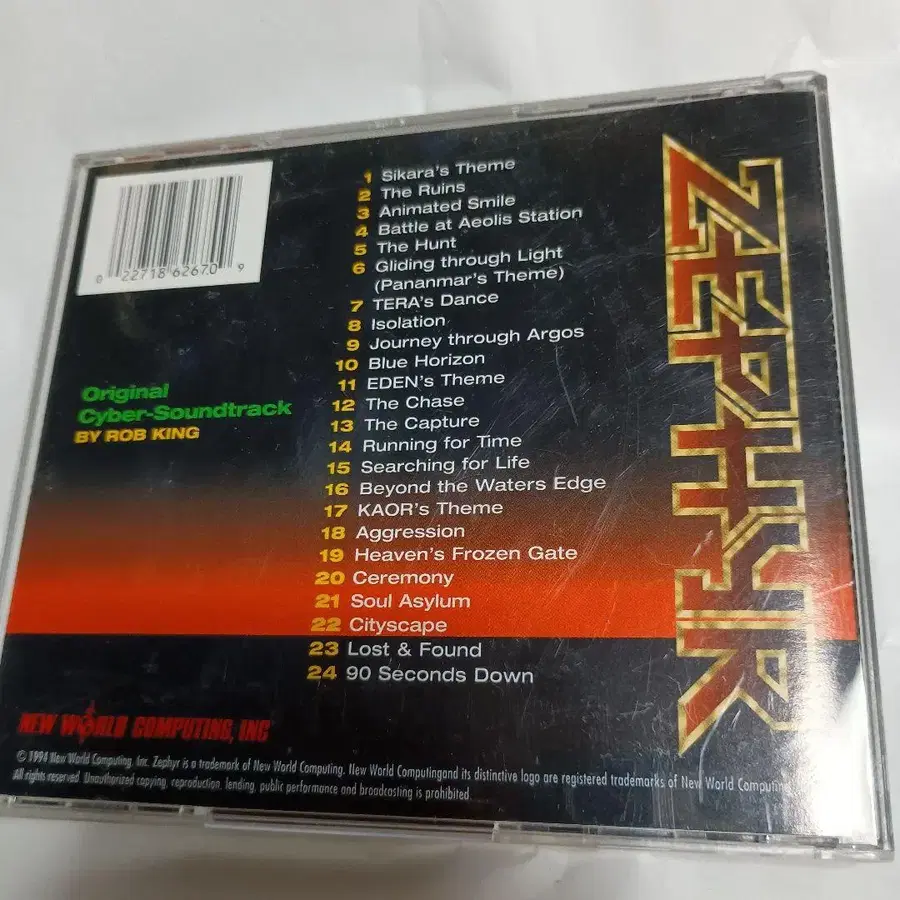 0 22718 62670 9
1 Sikara's Theme
2 The Ruins
3 Animated Smile
4 Battle at Aeolis Station
5 The Hunt
6 Gliding through Light
(Pananmar's Theme)
7 TERA's Dance
8 Isolation
9 Journey through Argos
10 Blue Horizon
11 EDEN's Theme
12 The Chase
13 The Capture
14 Running for Time
15 Searching for Life
16 Beyond the Waters Edge
17 KAOR's Theme
18 Aggression
19 Heaven's Frozen Gate
20 Ceremony
21 Soul Asylum
22 Cityscape
23 Lost & Found
24 90 Seconds Down
Original
Cyber-Soundtrack
BY ROB KING
ZEPHYR
NEW WORLD COMPUTING, INC
© 1994 New World Computing, Inc. Zephyr is a trademark of New World Computing. New World Computingand its distinctive logo are registered trademarks of New World Computing
All rights reserved. Unauthorized copying, reproduction, lending, public performance and broadcasting is prohibited.